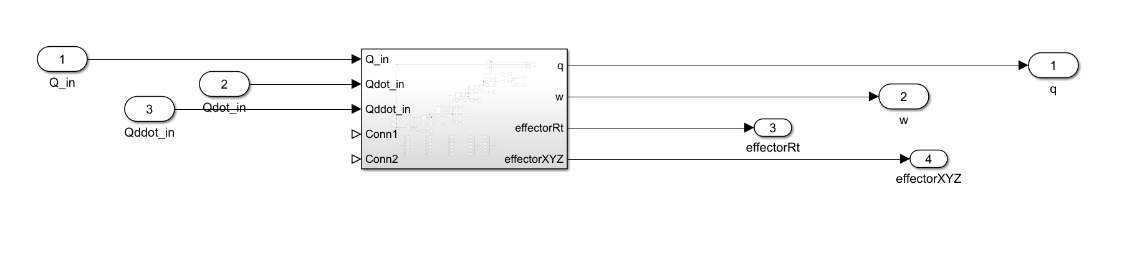 1
Q_in
2
Qdot_in
3
Qddot_in
Q_in
Qdot_in
Qddot_in
Conn1
Conn2
q
w
effectorRt
effectorXYZ
1
q
2
w
3
effectorRt
4
effectorXYZ